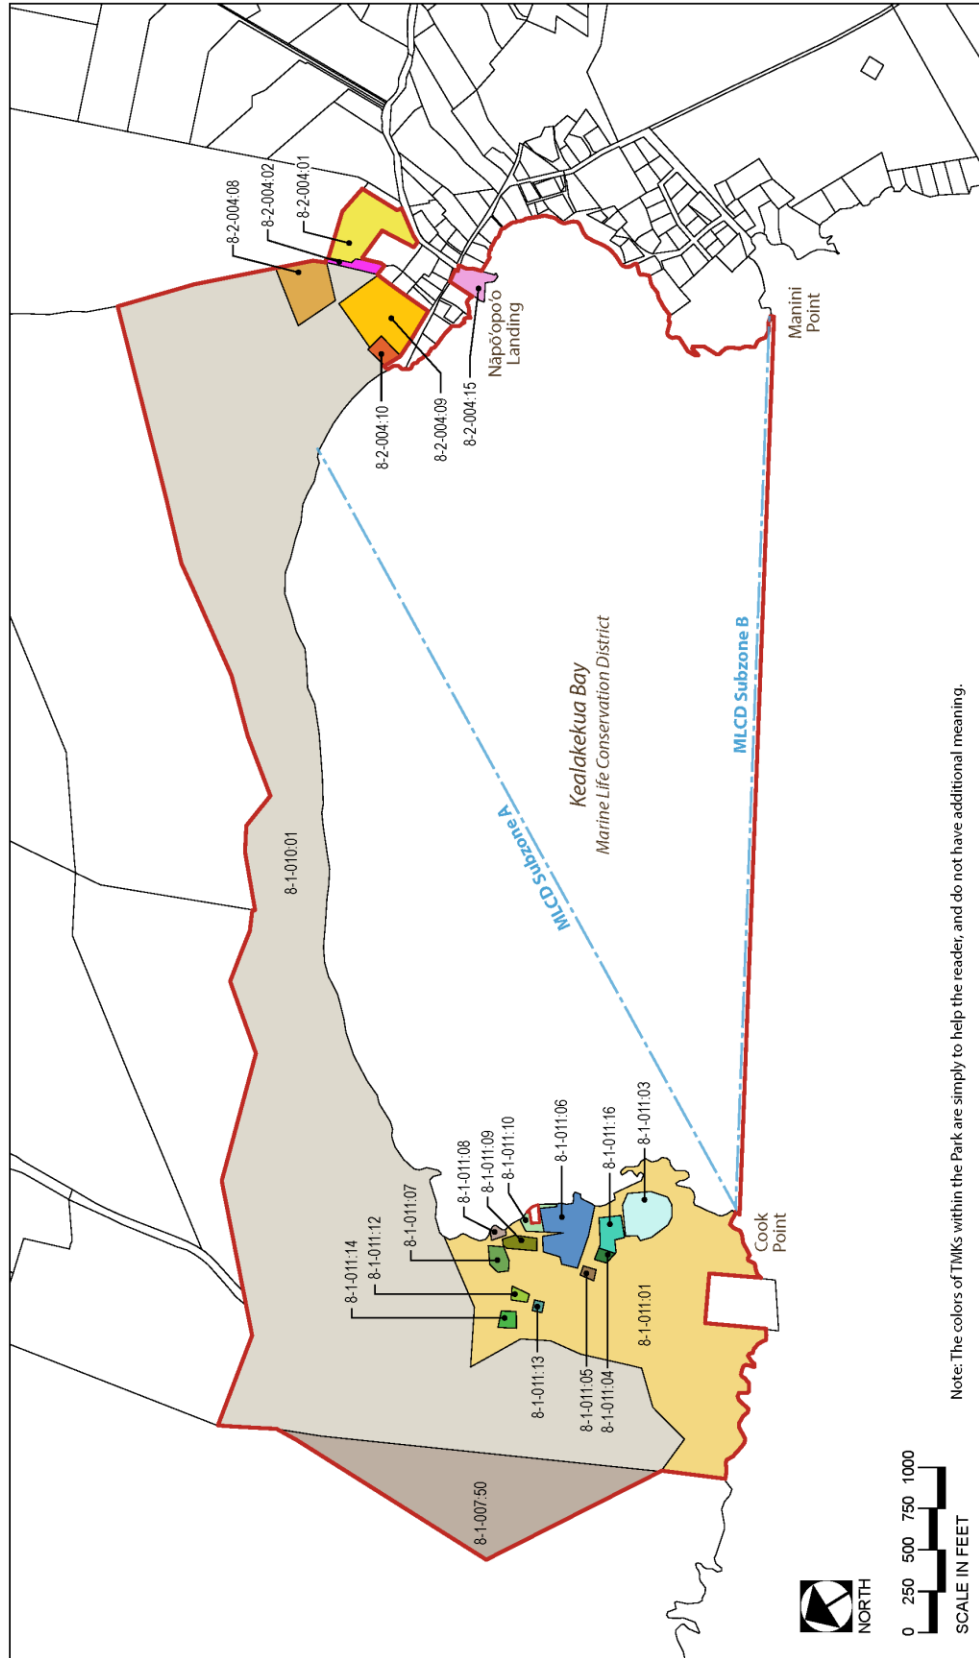 8-2-004:08
8-2-004:02
8-2-004:01
8-2-004:10
8-2-004:09
8-2-004:15
Nāpō‘opo‘o
Landing
Manini
Point
8-1-010:01
MLCD Subzone A
Kealakekua Bay
Marine Life Conservation District
MLCD Subzone B
8-1-011:14
8-1-011:12
8-1-011:07
8-1-011:08
8-1-011:09
8-1-011:10
8-1-011:06
8-1-011:16
8-1-011:03
8-1-011:13
8-1-011:05
8-1-011:04
8-1-011:01
Cook
Point
8-1-007:50
NORTH
0 250 500 750 1000
SCALE IN FEET
Note: The colors of TMKs within the Park are simply to help the reader, and do not have additional meaning.